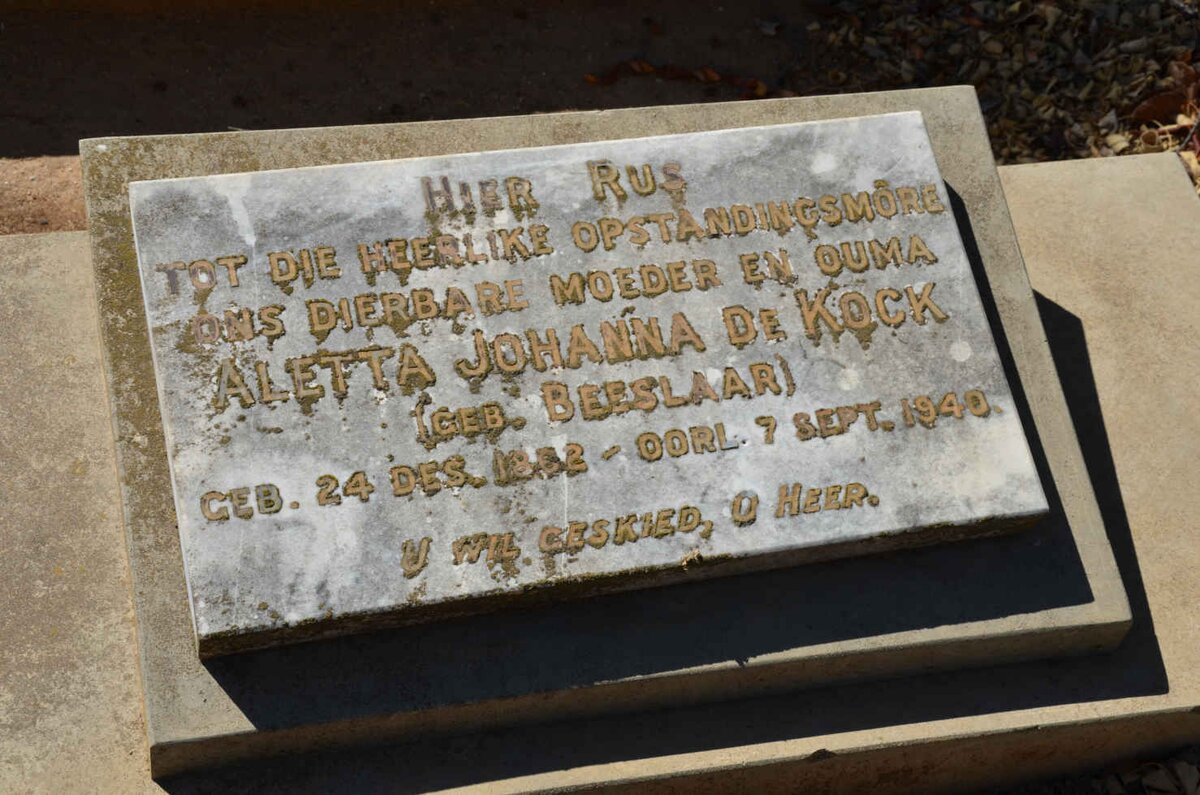 HIER RUS
TOT DIE HEERLIKE OPSTANDINGSMÔRE
ONS DIERBARE MOEDER EN OUMA
ALETTA JOHANNA DE KOCK
(GEB. BEESLAAR)
GEB. 24 DES. 1862 - OORL. 7 SEPT. 1940.
U WIL GESKIED, O HEER.